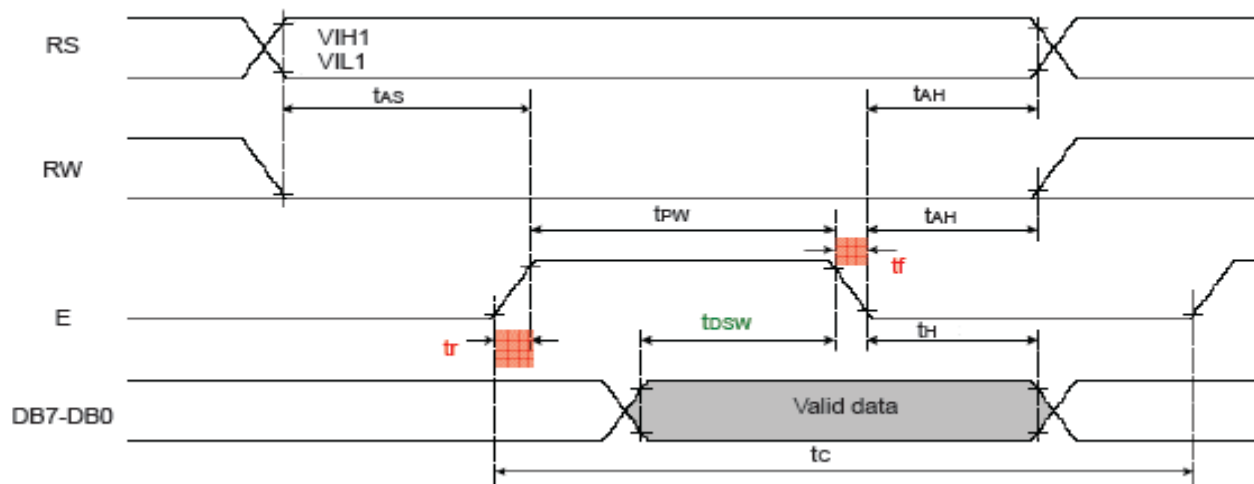 RS
VIH1
VIL1
tAS
tAH
RW
tPW
tAH
tf
E
tDSW
tH
tr
DB7-DB0
Valid data
tC